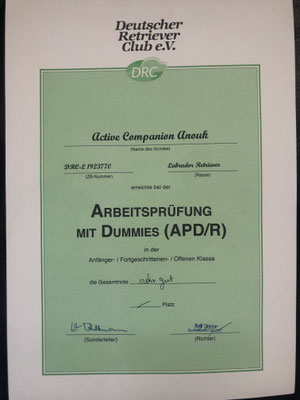 Deutscher
Retriever
Club e.V.
DRC
Active Companion Anouk
(Name des Hundes)
DRC-L 1923770 Labrador Retriever
(ZB-Nummer) (Rasse)
erreichte bei der
ARBEITSPRÜFUNG
MIT DUMMIES (APD/R)
in der
Anfänger- / Fortgeschrittenen- / Offenen Klasse
die Gesamtnote sehr gut
Platz
(Sonderleiter) (Richter)